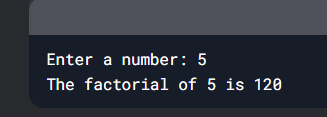 Enter a number: 5
The factorial of 5 is 120